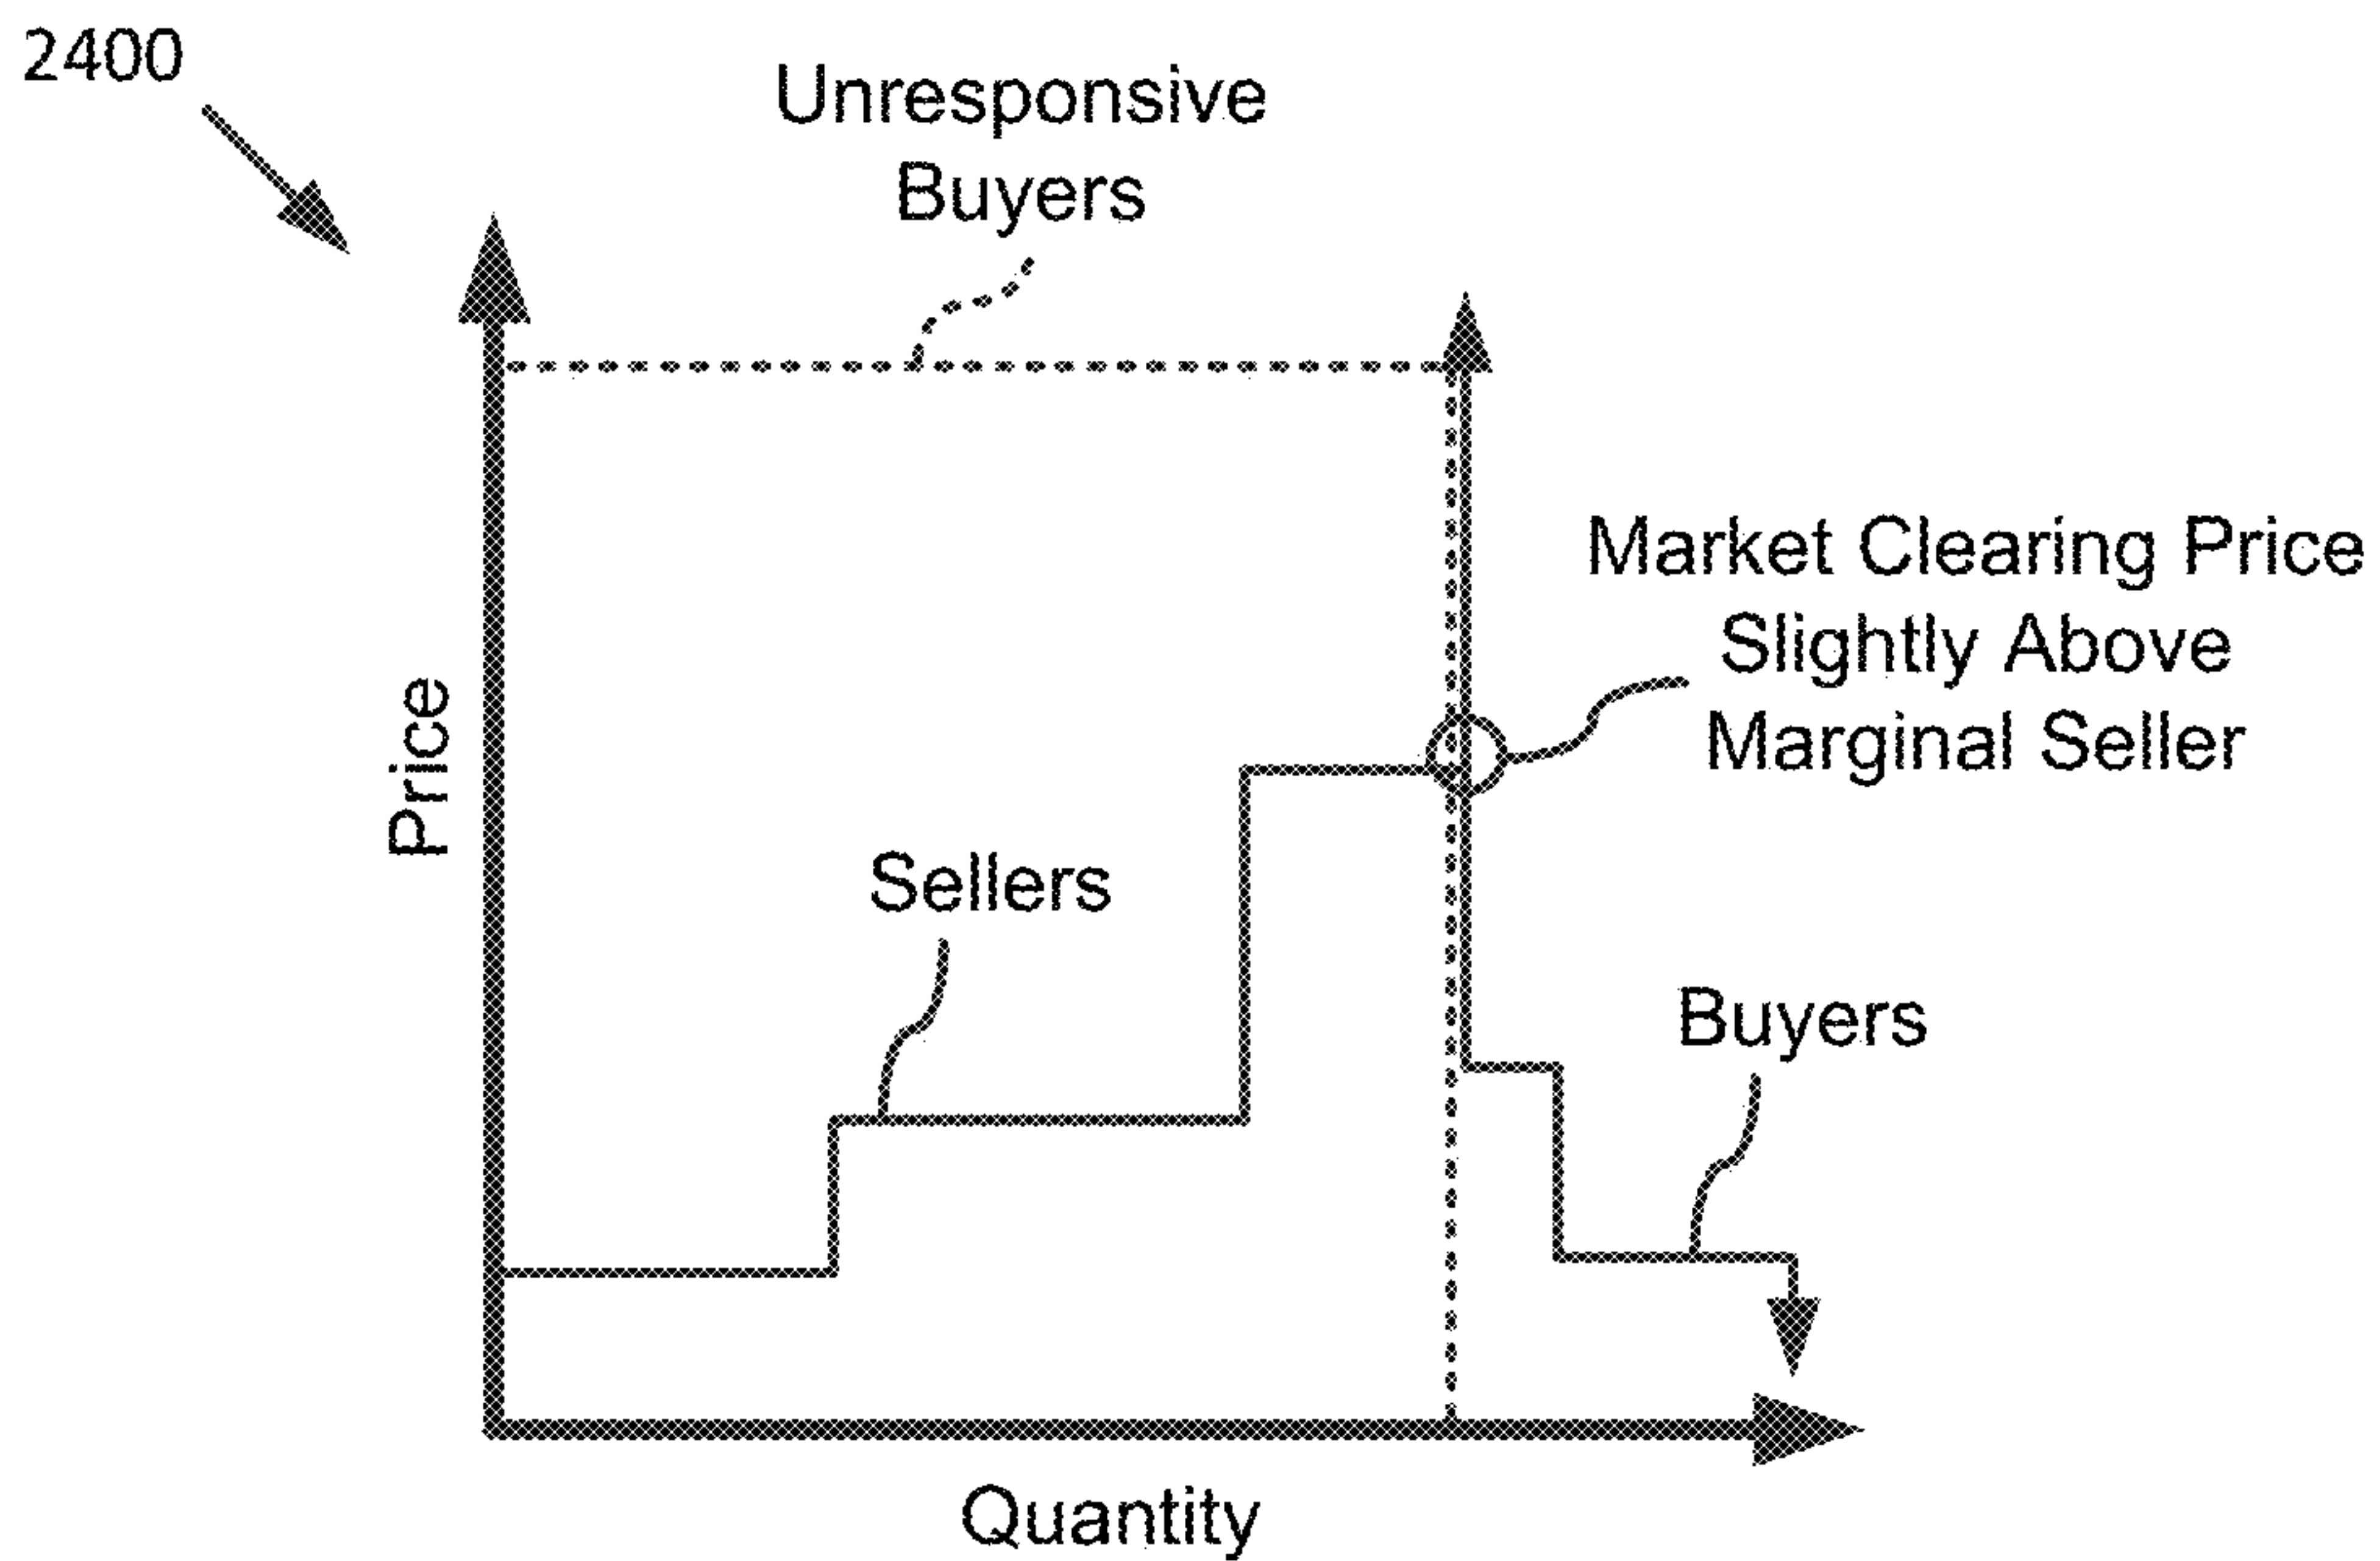 2400
Unresponsive
Buyers
Market Clearing Price
Slightly Above
Marginal Seller
Price
Sellers
Buyers
Quantity